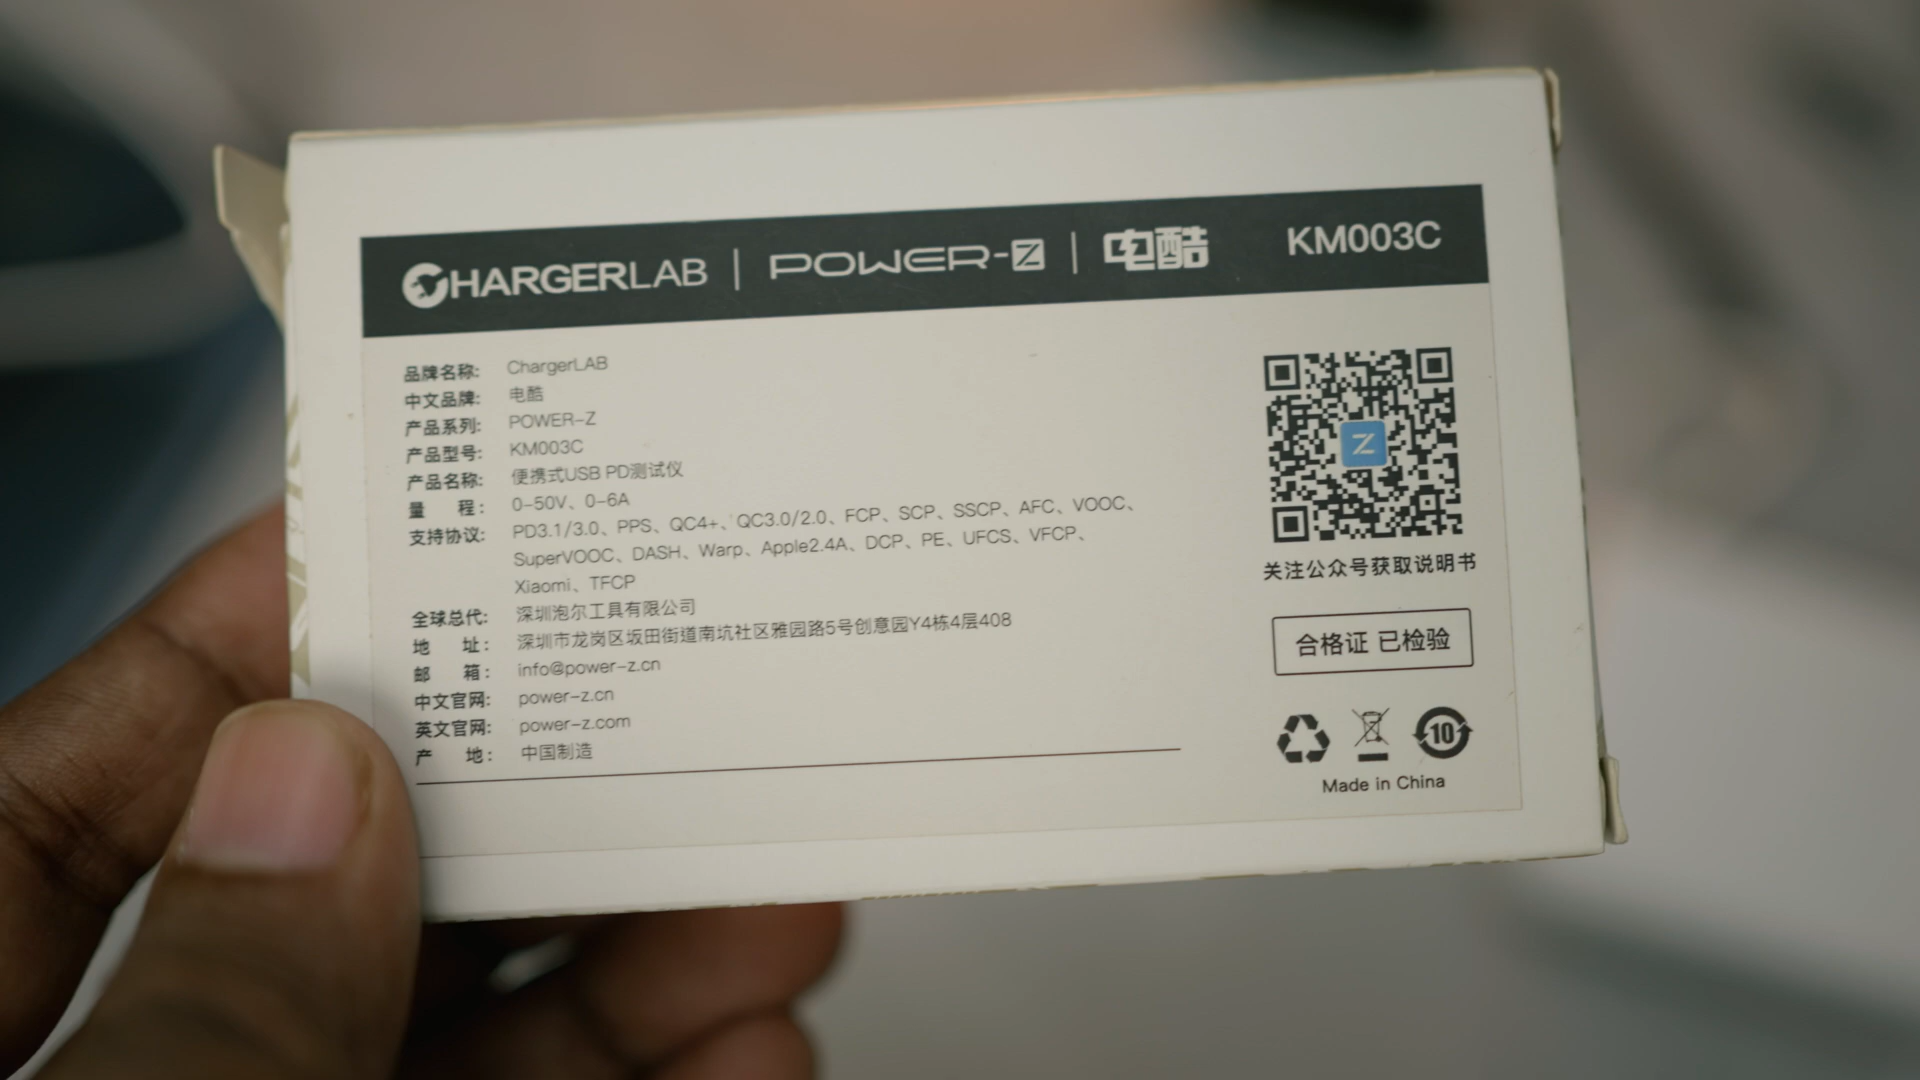 CHARGERLAB | POWER-Z | 电酷 KM003C
品牌名称: ChargerLAB
中文品牌: 电酷
产品系列: POWER-Z
产品型号: KM003C
产品名称: 便携式USB PD测试仪
量 程: 0-50V、0-6A
支持协议: PD3.1/3.0、PPS、QC4+、QC3.0/2.0、FCP、SCP、SSCP、AFC、VOOC、
SuperVOOC、DASH、Warp、Apple2.4A、DCP、PE、UFCS、VFCP、
Xiaomi、TFCP
全球总代: 深圳泡尔工具有限公司
地 址: 深圳市龙岗区坂田街道南坑社区雅园路5号创意园Y4栋4层408
邮 箱: info@power-z.cn
中文官网: power-z.cn
英文官网: power-z.com
产 地: 中国制造
Z
关注公众号获取说明书
合格证 已检验
10
Made in China